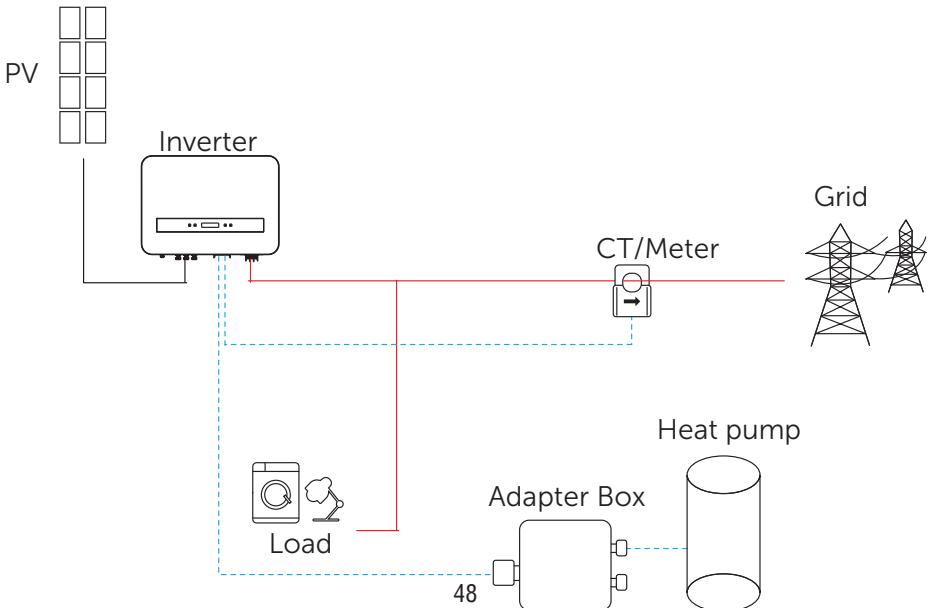 PV
Inverter
Grid
CT/Meter
Heat pump
Adapter Box
Load
48